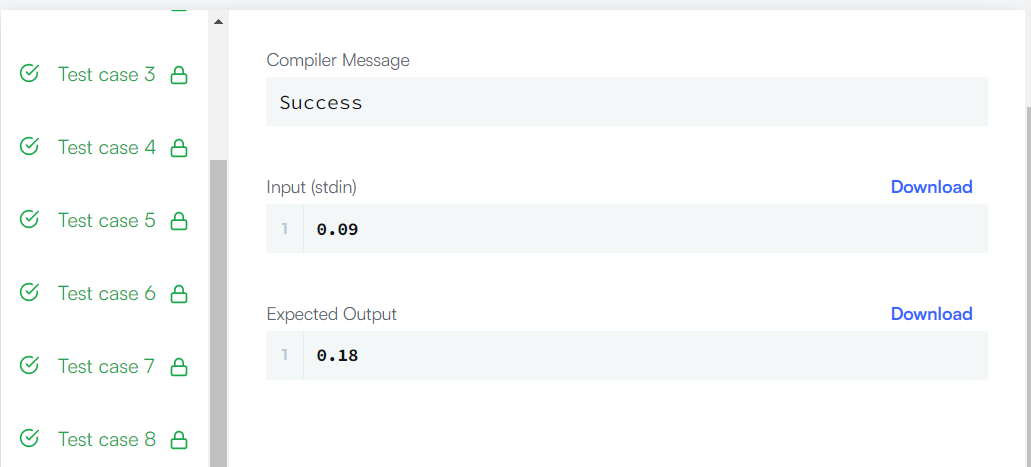 Test case 3
Test case 4
Test case 5
Test case 6
Test case 7
Test case 8
Compiler Message
Success
Input (stdin)
Download
1 0.09
Expected Output
Download
1 0.18